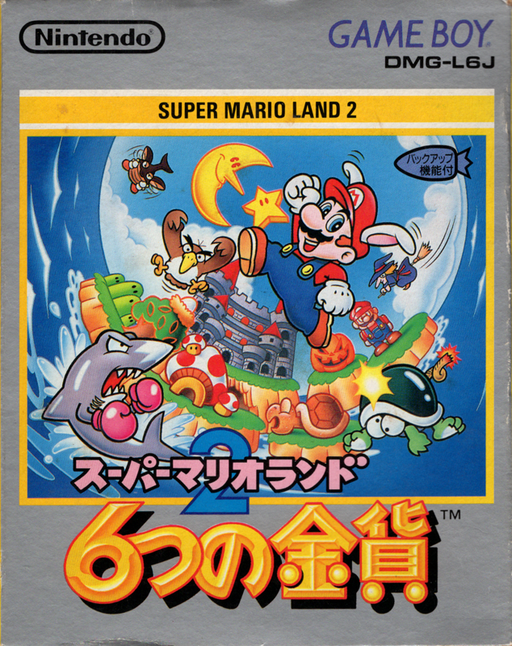 Nintendo
GAME BOY
DMG-L6J
SUPER MARIO LAND 2
バックアップ
機能付
スーパーマリオランド
2
6つの金貨
TM